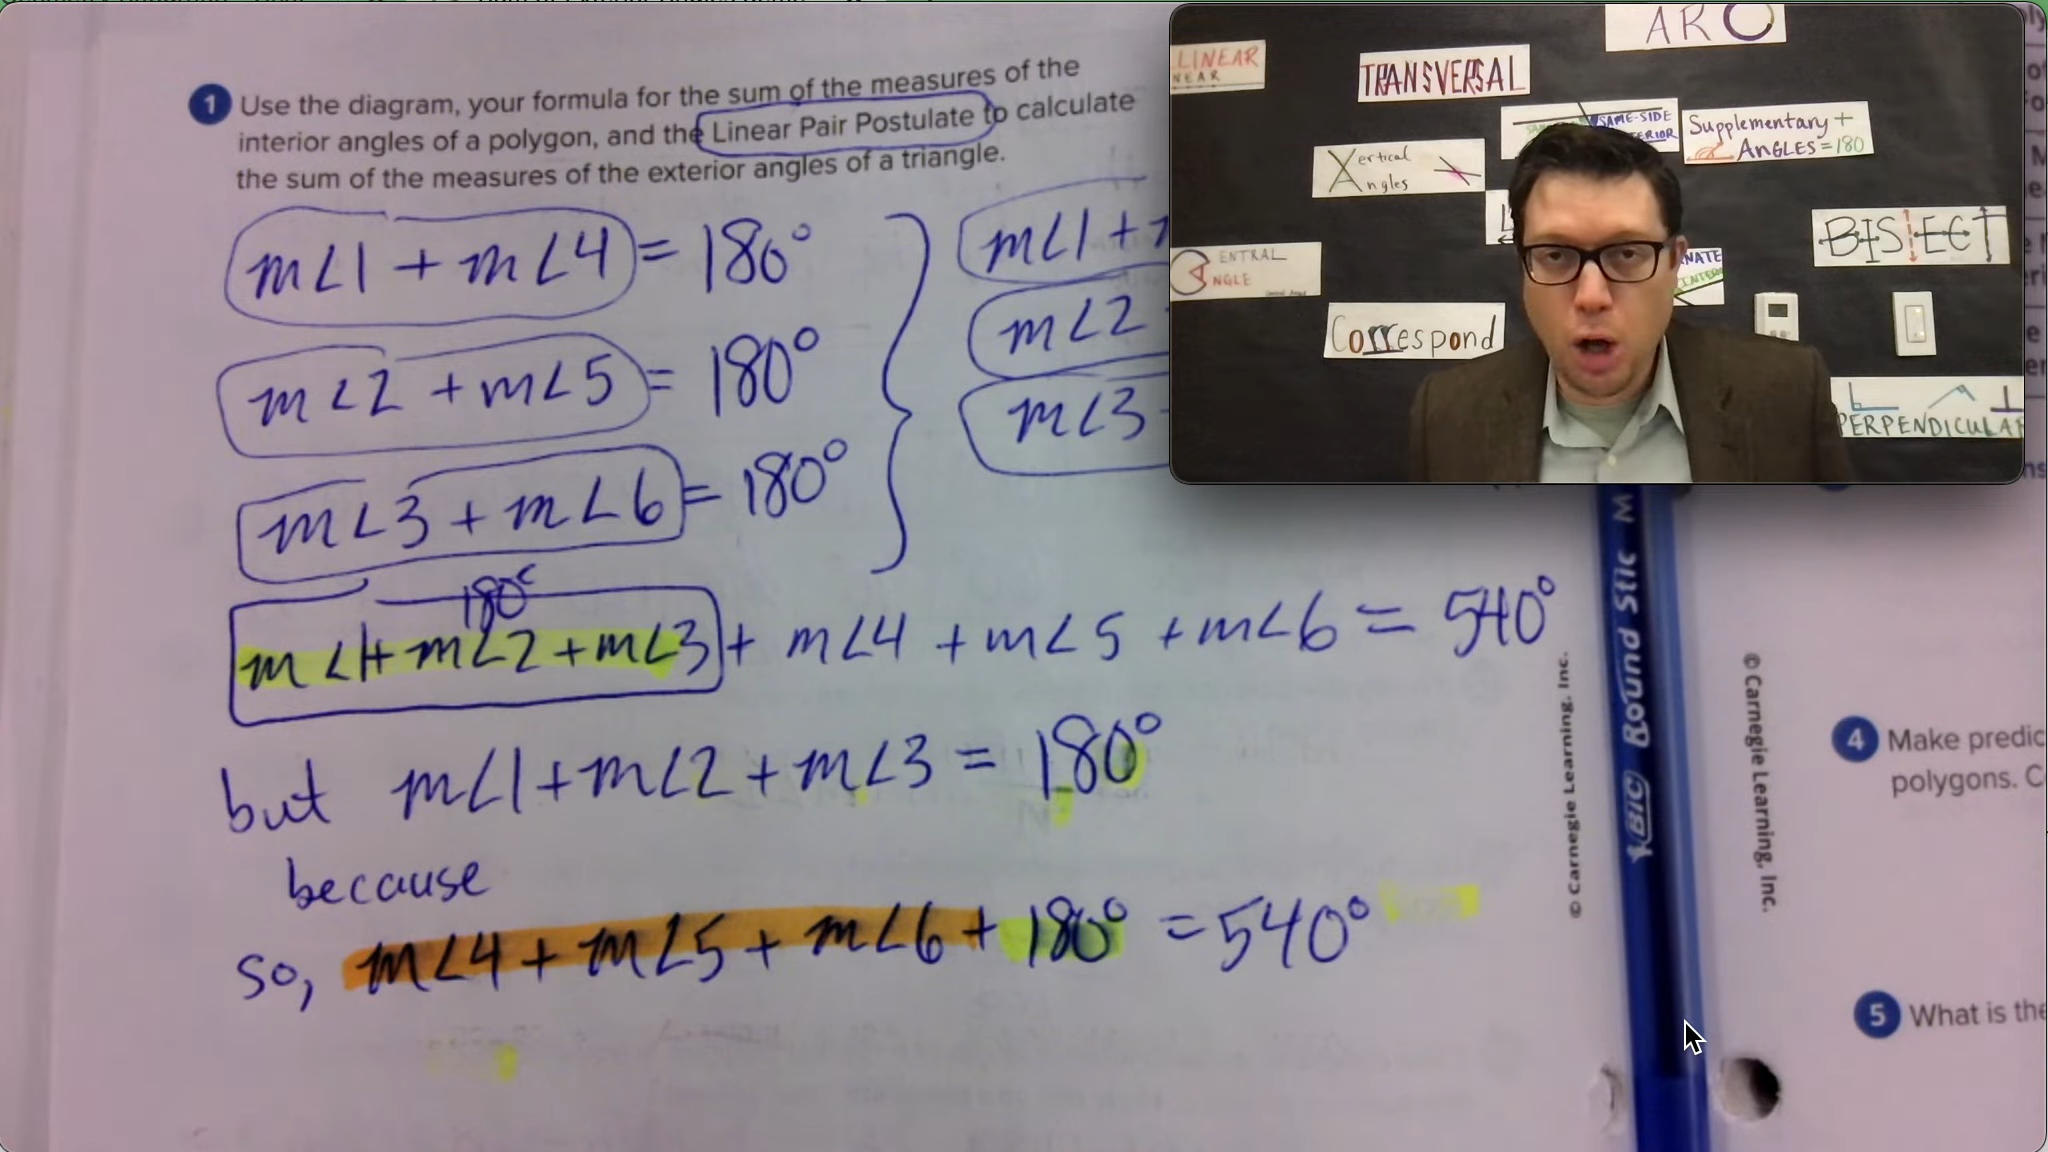 1 Use the diagram, your formula for the sum of the measures of the
interior angles of a polygon, and the Linear Pair Postulate to calculate
the sum of the measures of the exterior angles of a triangle.
m∠1 + m∠4 = 180°
m∠2 + m∠5 = 180°
m∠3 + m∠6 = 180°
m∠1 +
m∠2
m∠3
180°
m∠1 + m∠2 + m∠3 + m∠4 + m∠5 + m∠6 = 540°
but m∠1 + m∠2 + m∠3 = 180°
because
so, m∠4 + m∠5 + m∠6 + 180° = 540°
ARC
LINEAR
TRANSVERSAL
SAME-SIDE
Supplementary +
ANGLES = 180
Vertical
Angles
BISECT
CENTRAL
ANGLE
Correspond
PERPENDICULAR
BIC Round Stic M
© Carnegie Learning, Inc.
© Carnegie Learning, Inc.
4 Make predic
polygons. C
5 What is the